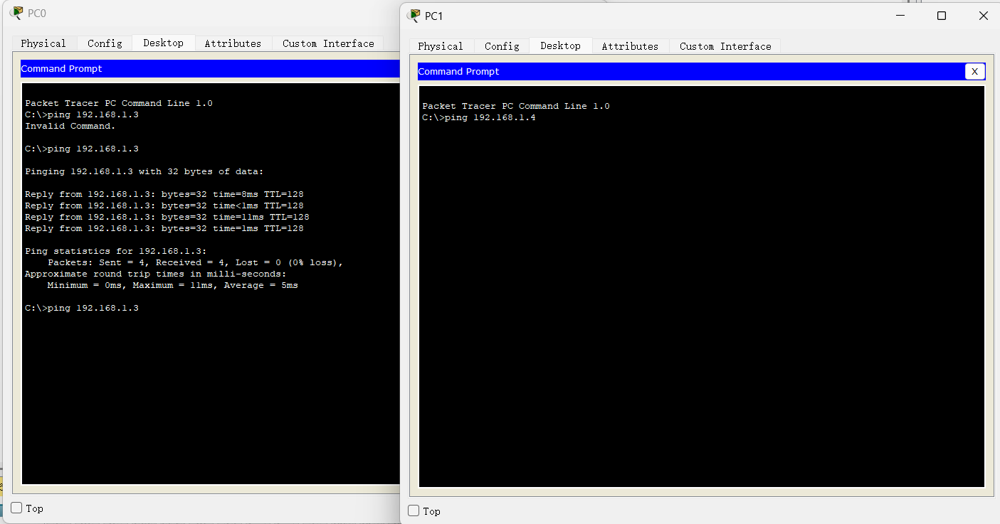 PC0
Physical Config Desktop Attributes Custom Interface
Command Prompt
Packet Tracer PC Command Line 1.0
C:\>ping 192.168.1.3
Invalid Command.
C:\>ping 192.168.1.3
Pinging 192.168.1.3 with 32 bytes of data:
Reply from 192.168.1.3: bytes=32 time=8ms TTL=128
Reply from 192.168.1.3: bytes=32 time<1ms TTL=128
Reply from 192.168.1.3: bytes=32 time=11ms TTL=128
Reply from 192.168.1.3: bytes=32 time=1ms TTL=128
Ping statistics for 192.168.1.3:
Packets: Sent = 4, Received = 4, Lost = 0 (0% loss),
Approximate round trip times in milli-seconds:
Minimum = 0ms, Maximum = 11ms, Average = 5ms
C:\>ping 192.168.1.3
Top
PC1
Physical Config Desktop Attributes Custom Interface
Command Prompt
X
Packet Tracer PC Command Line 1.0
C:\>ping 192.168.1.4
Top